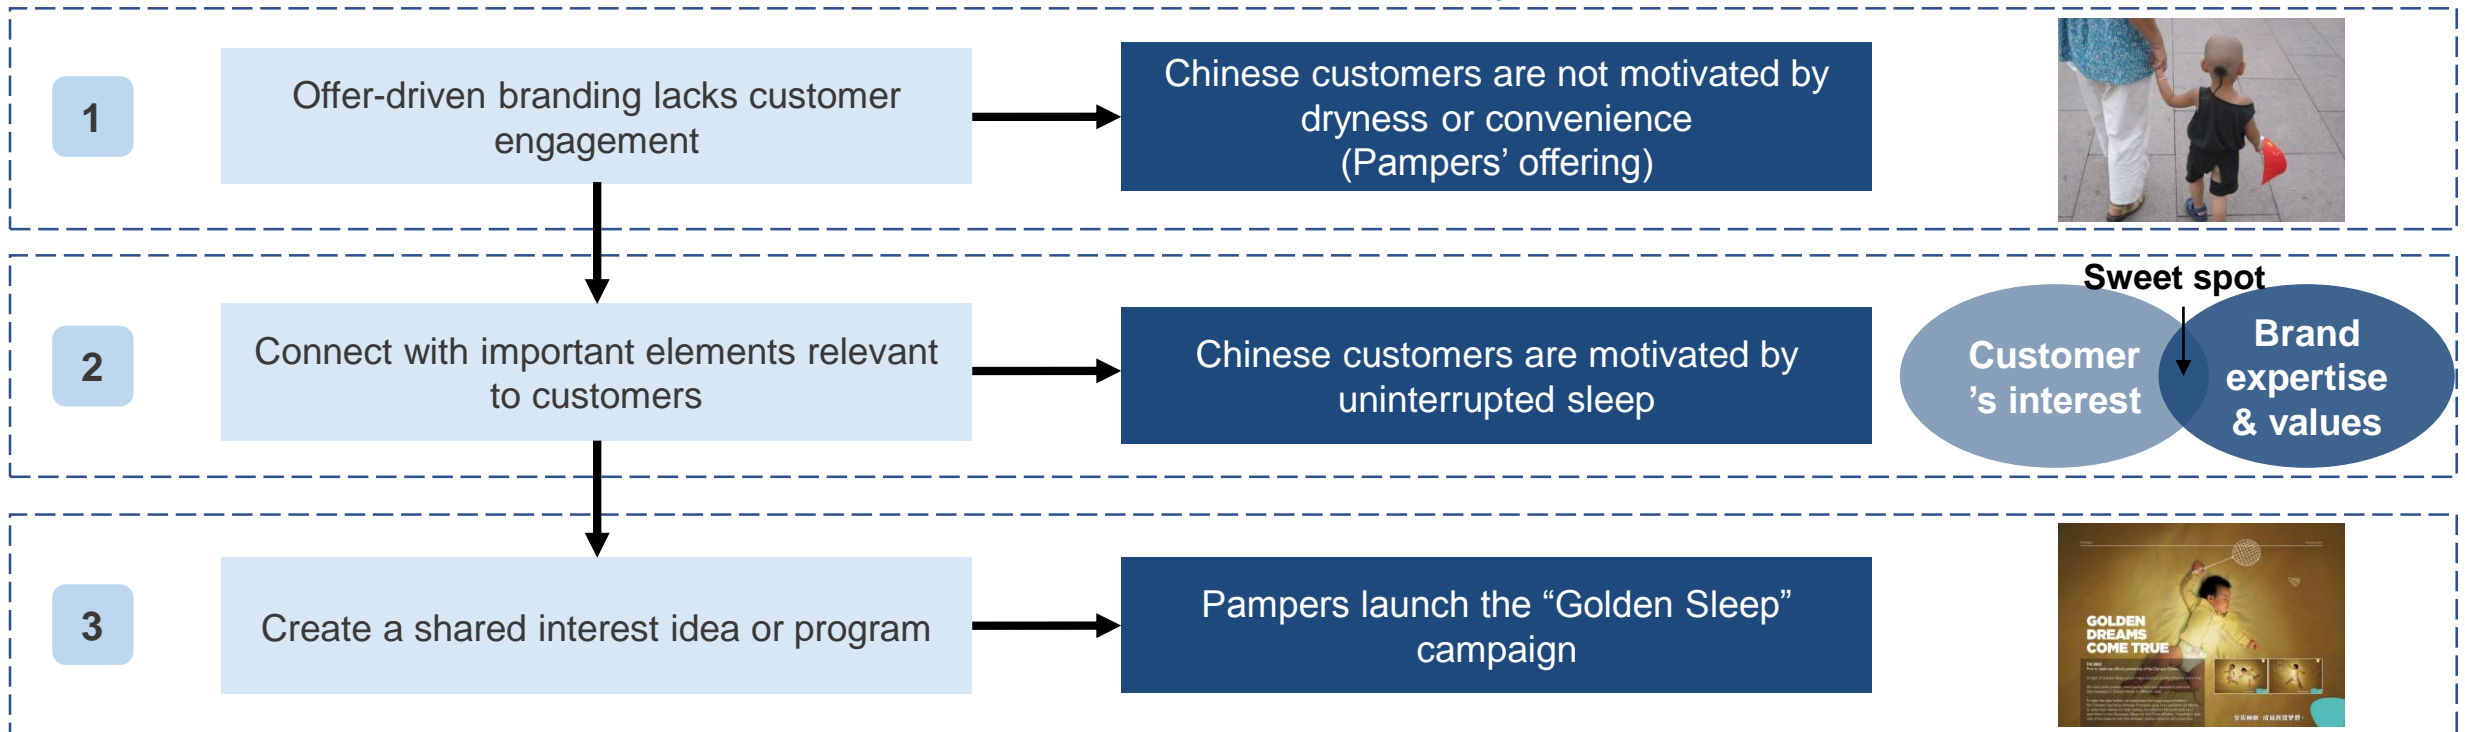 1
Offer-driven branding lacks customer
engagement
Chinese customers are not motivated by
dryness or convenience
(Pampers’ offering)
2
Connect with important elements relevant
to customers
Chinese customers are motivated by
uninterrupted sleep
Sweet spot
Customer
’s interest
Brand
expertise
& values
3
Create a shared interest idea or program
Pampers launch the “Golden Sleep”
campaign
GOLDEN
DREAMS
COME TRUE